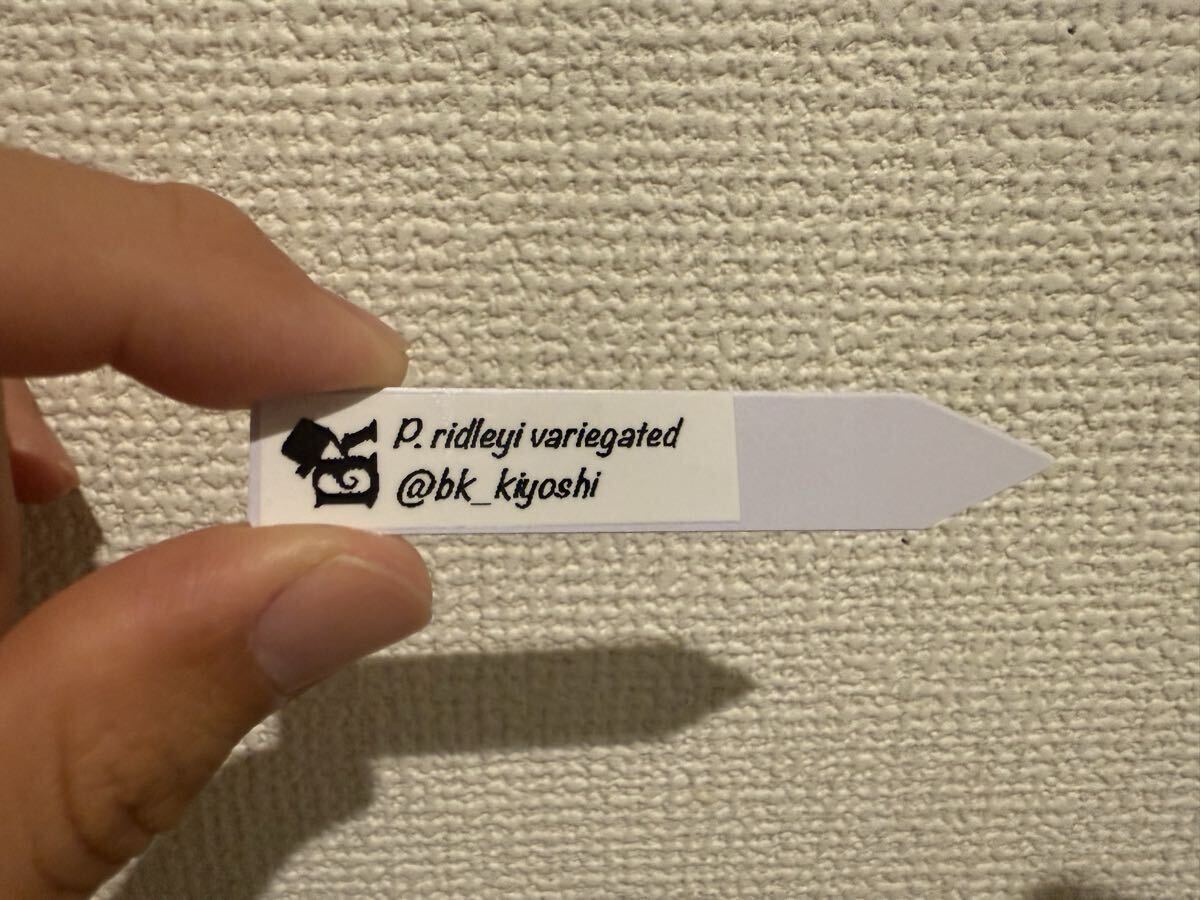 P. ridleyi variegated
@bk_kiyoshi